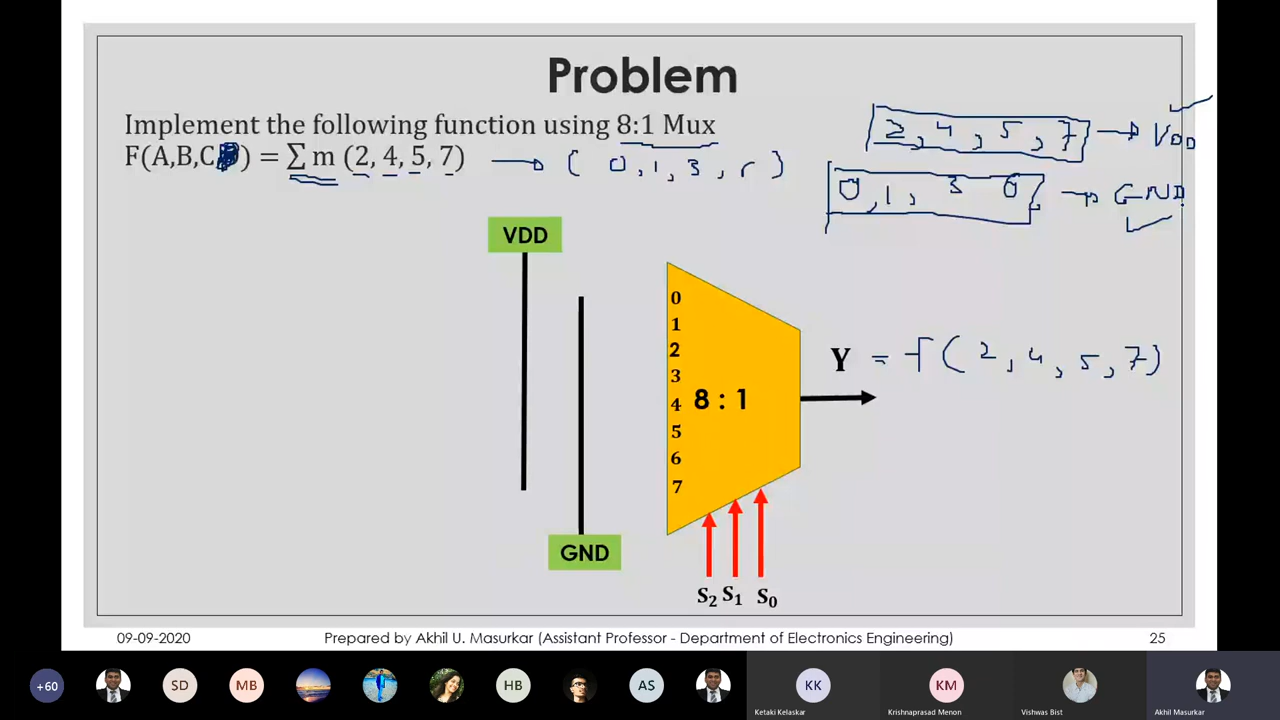 Problem
Implement the following function using 8:1 Mux
F(A,B,C ) = ∑ m (2, 4, 5, 7) → ( 0, 1, 3, r )
2, 4, 5, 7 → VDD
0, 1, 3 6 → GND
VDD
0
1
2
3
4
5
6
7
8 : 1
Y = f( 2, 4, 5, 7)
GND
S2 S1 S0
09-09-2020 Prepared by Akhil U. Masurkar (Assistant Professor - Department of Electronics Engineering) 25
+60 SD MB HB AS KK KM
Ketaki Kelaskar Krishnaprasad Menon Vishwas Bist Akhil Masurkar